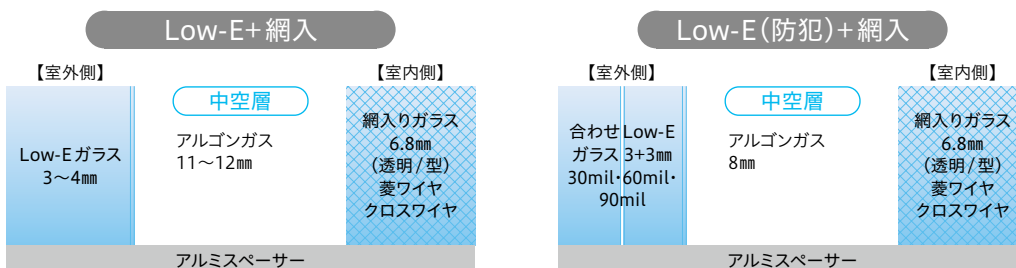 Low-E+網入
【室外側】
【室内側】
中空層
Low-Eガラス
3～4㎜
アルゴンガス
11～12㎜
網入りガラス
6.8㎜
（透明/型）
菱ワイヤ
クロスワイヤ
アルミスペーサー
Low-E（防犯）+網入
【室外側】
【室内側】
中空層
合わせ Low-E
ガラス 3+3㎜
30mil･60mil･
90mil
アルゴンガス
8㎜
網入りガラス
6.8㎜
（透明/型）
菱ワイヤ
クロスワイヤ
アルミスペーサー